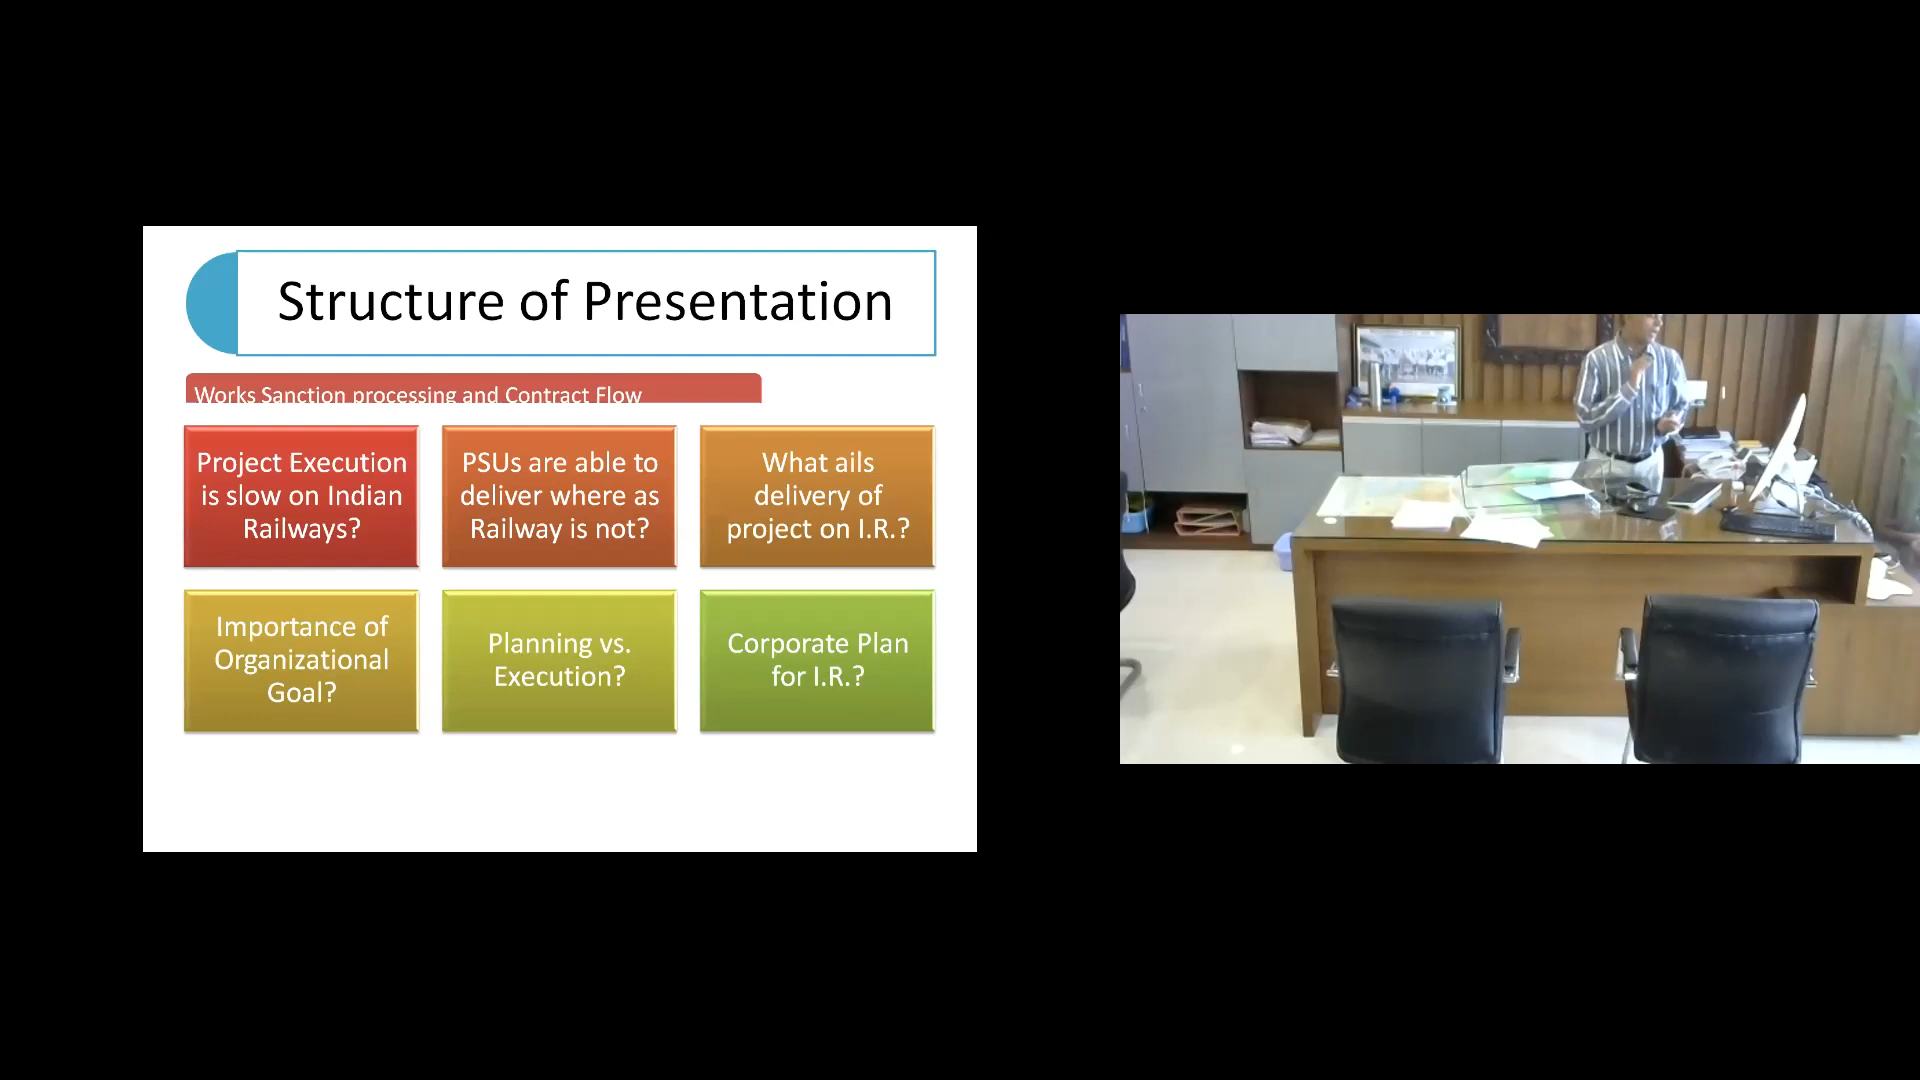 Structure of Presentation
Works Sanction processing and Contract Flow
Project Execution
is slow on Indian
Railways?
PSUs are able to
deliver where as
Railway is not?
What ails
delivery of
project on I.R.?
Importance of
Organizational
Goal?
Planning vs.
Execution?
Corporate Plan
for I.R.?